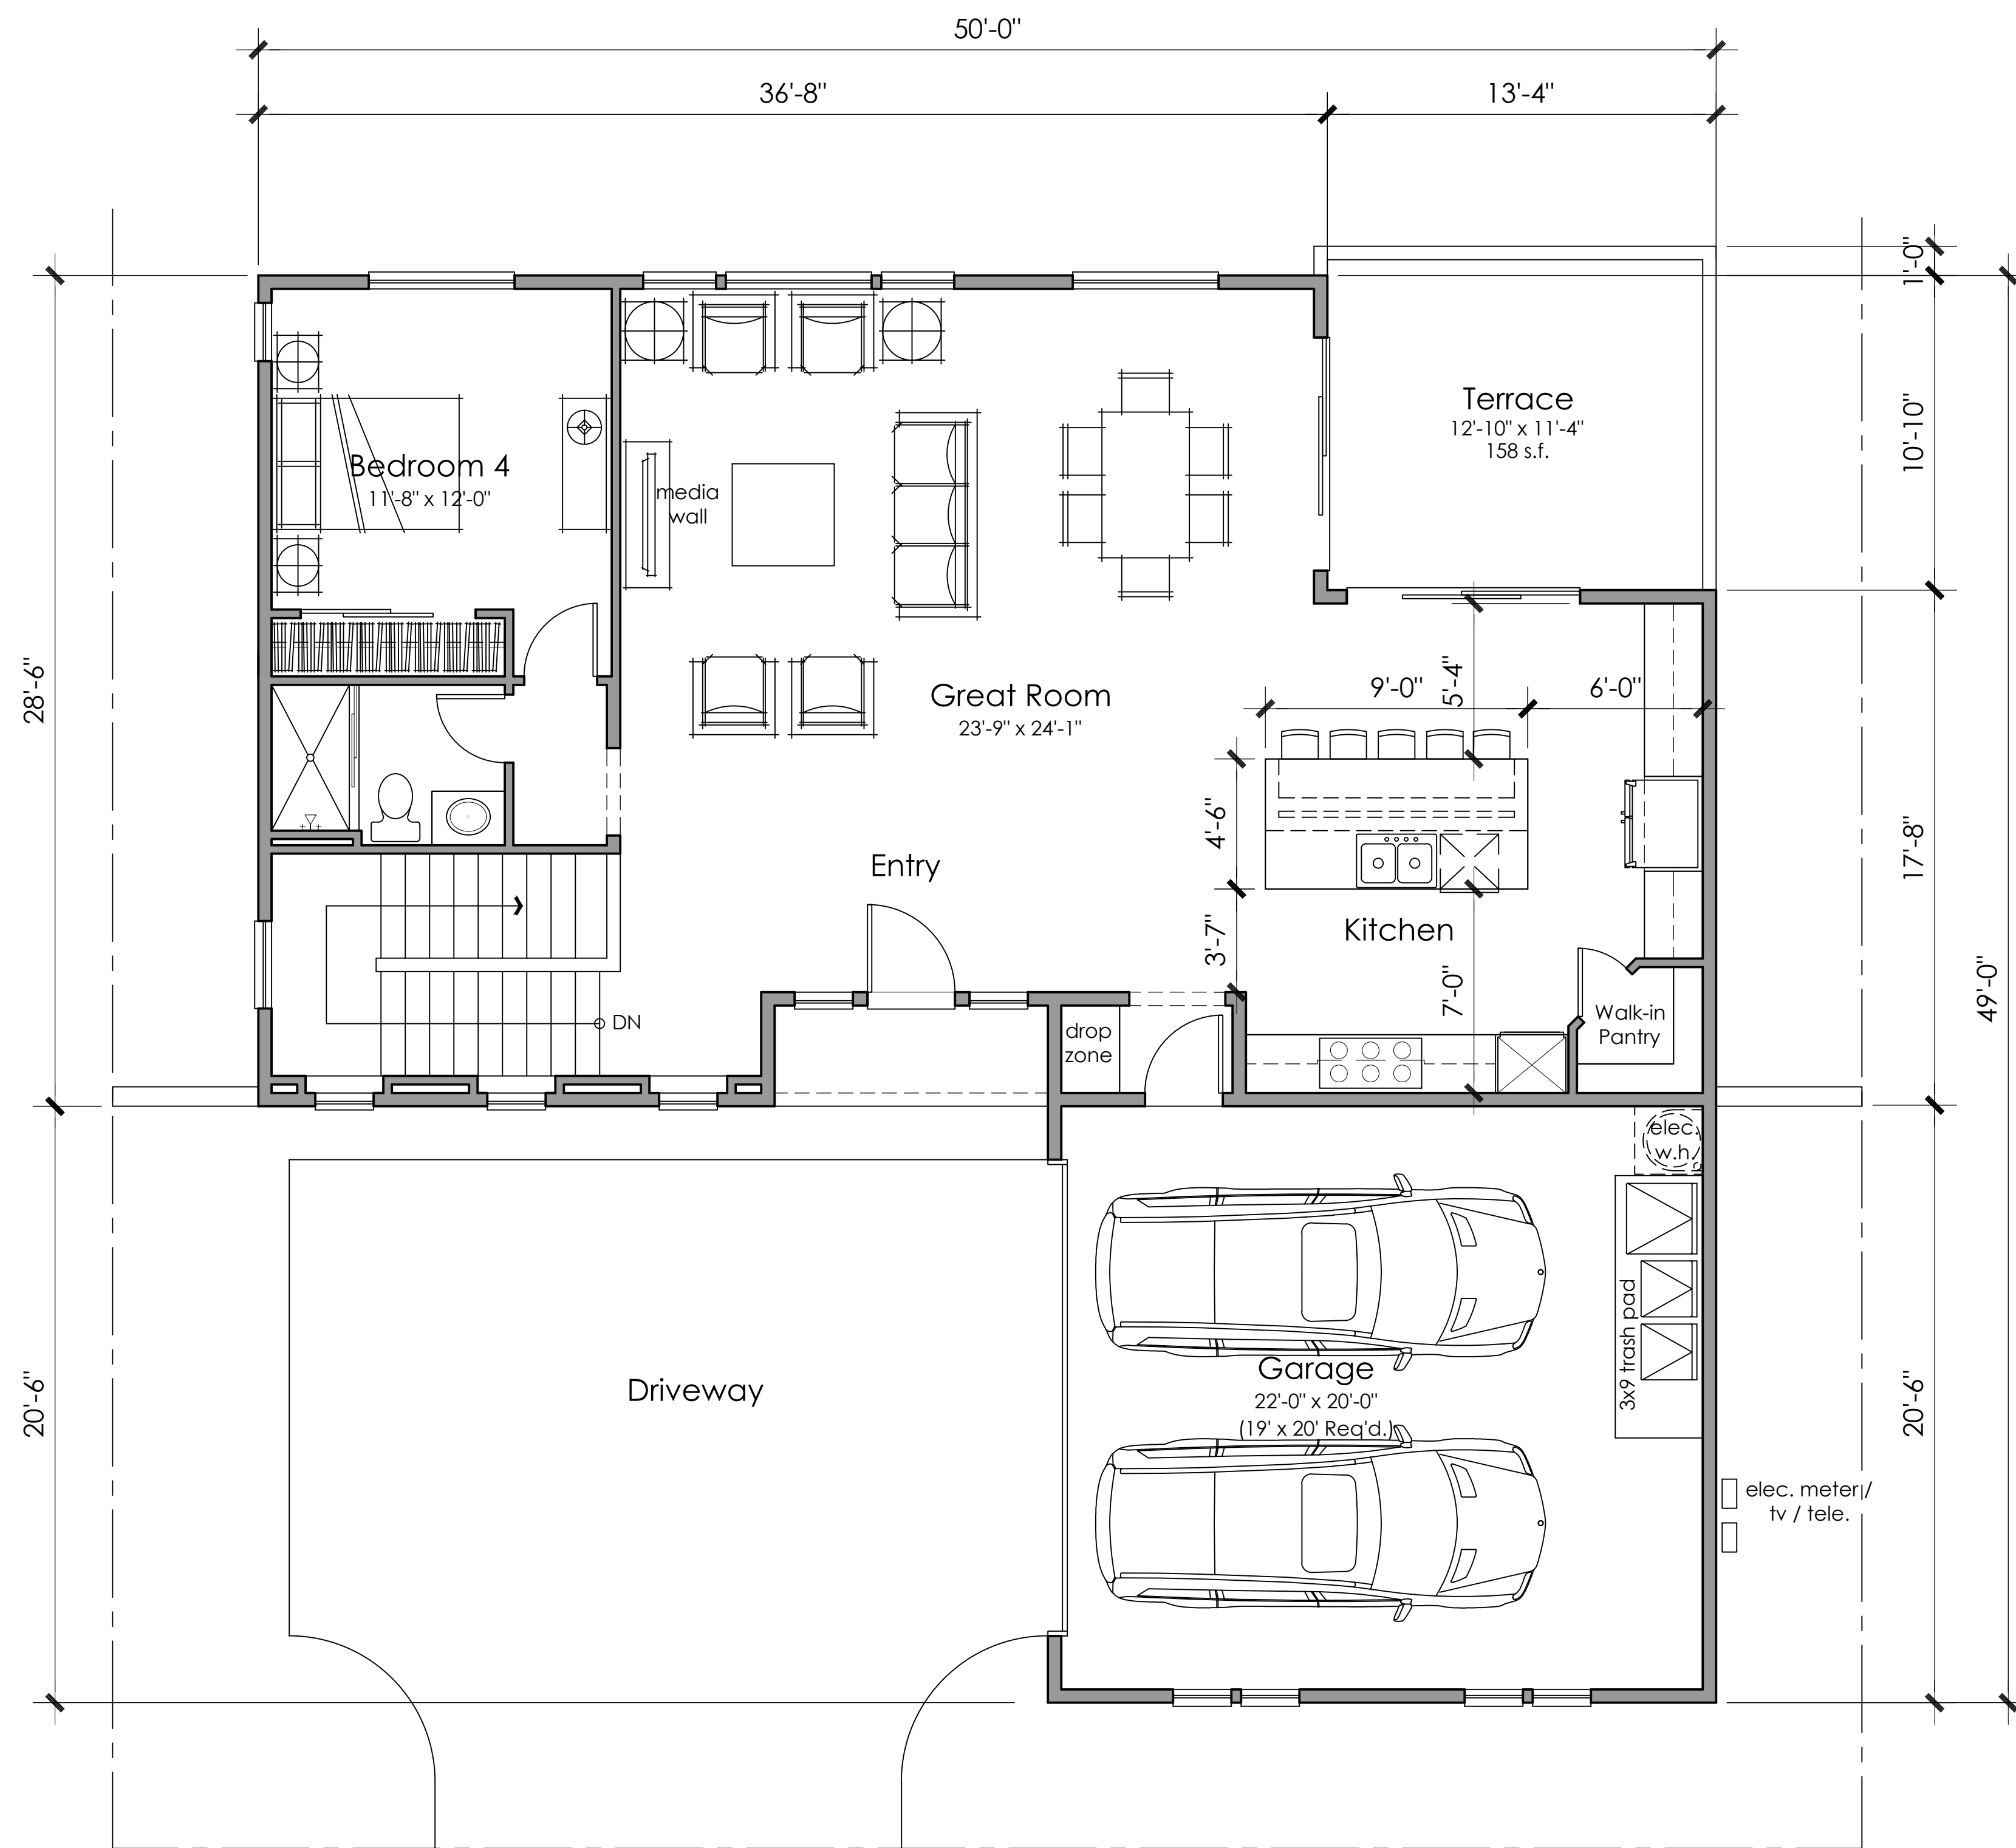 50'-0"
36'-8"
13'-4"
1'-0"
Terrace
12'-10" x 11'-4"
158 s.f.
10'-10"
Bedroom 4
11'-8" x 12'-0"
media
wall
28'-6"
Great Room
23'-9" x 24'-1"
9'-0"
5'-4"
6'-0"
4'-6"
17'-8"
Entry
Kitchen
3'-7"
7'-0"
49'-0"
DN
drop
zone
Walk-in
Pantry
elec.
w.h.
3x9 trash pad
Driveway
Garage
22'-0" x 20'-0"
(19' x 20' Req'd.)
20'-6"
20'-6"
elec. meter /
tv / tele.